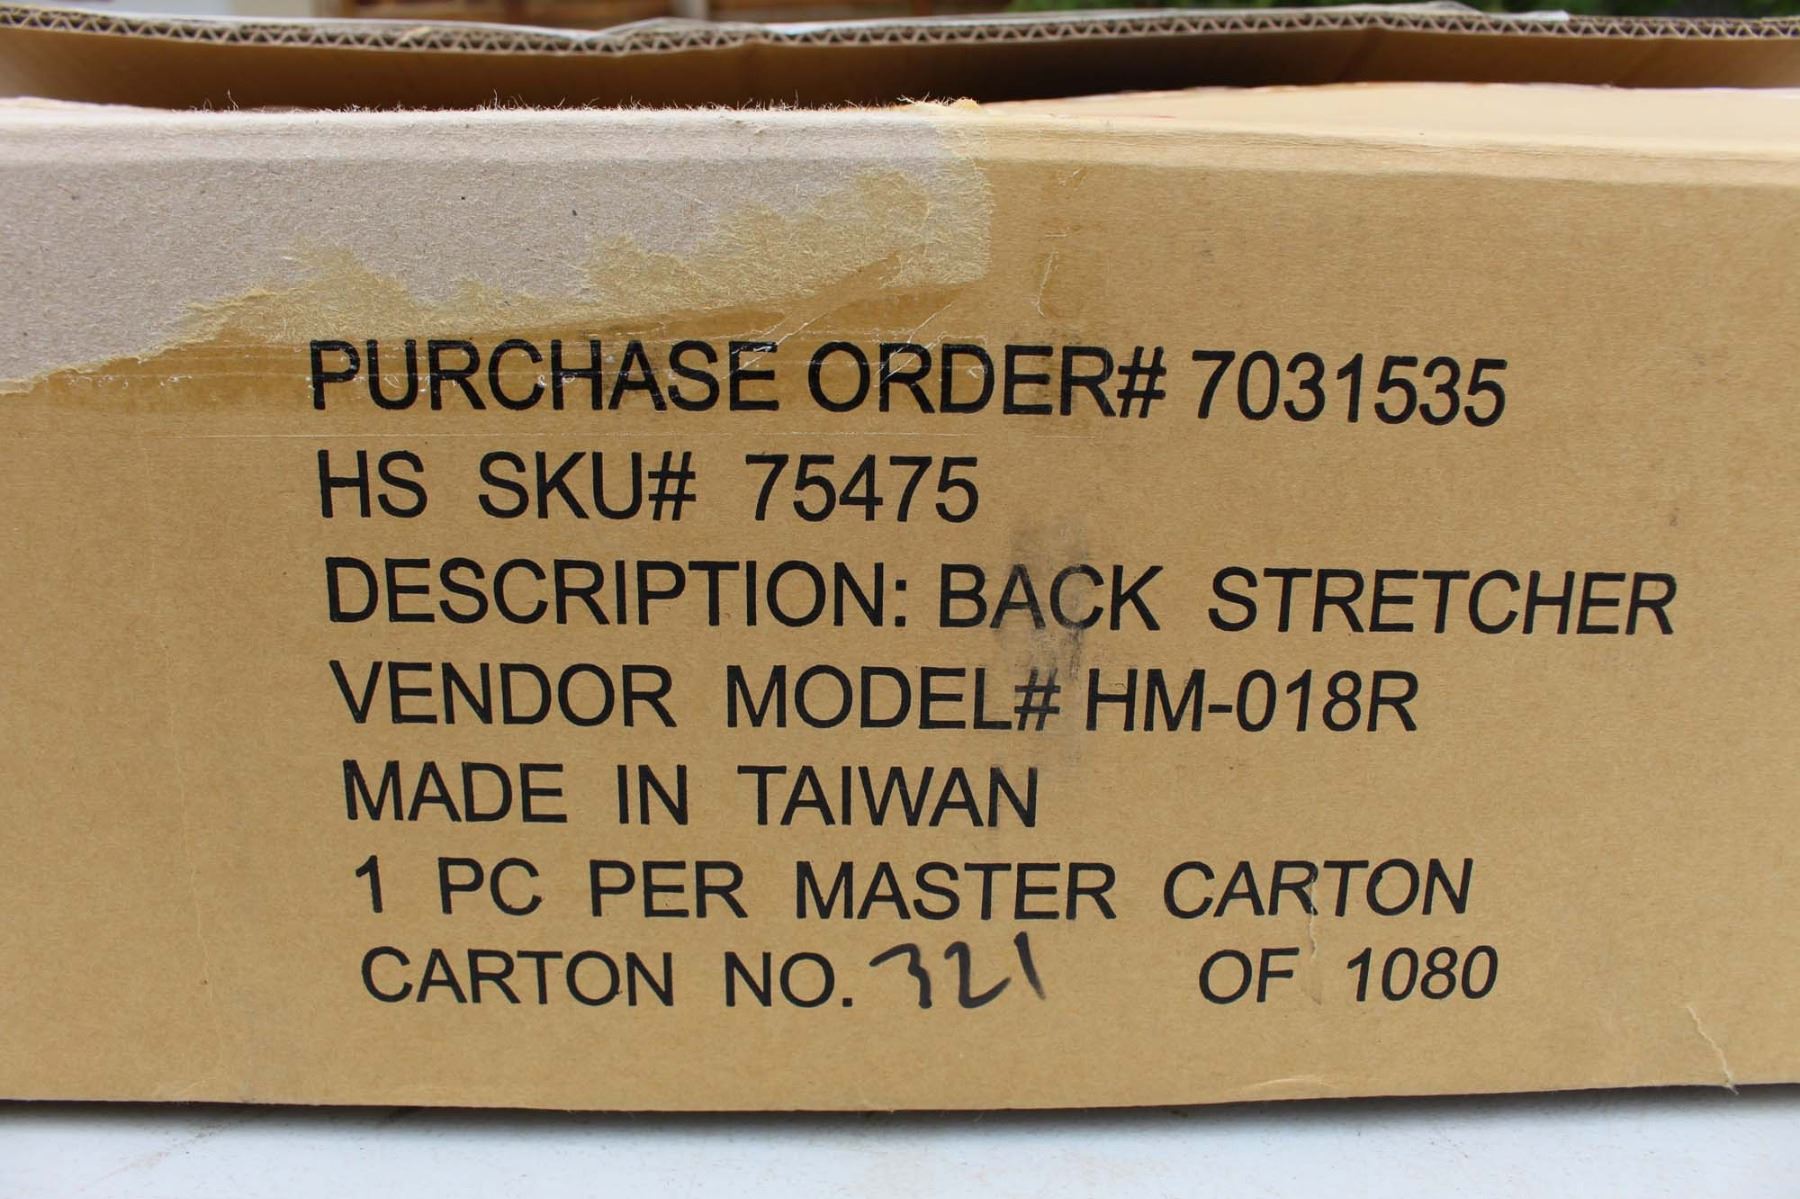 PURCHASE ORDER# 7031535
HS SKU# 75475
DESCRIPTION: BACK STRETCHER
VENDOR MODEL# HM-018R
MADE IN TAIWAN
1 PC PER MASTER CARTON
CARTON NO. 321 OF 1080